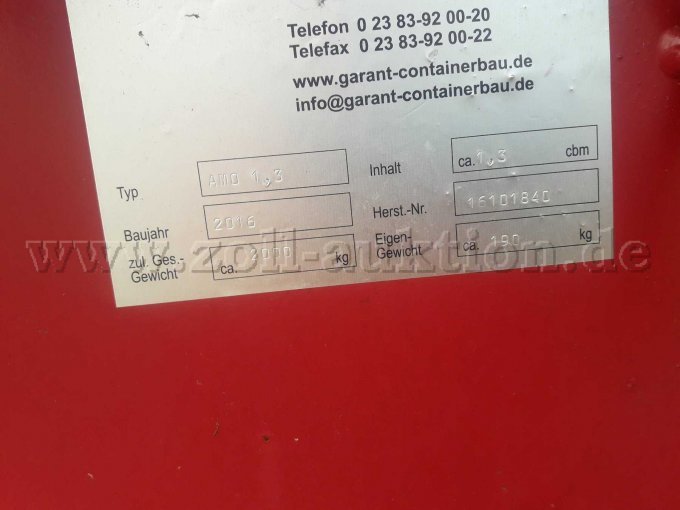 Telefon 0 23 83-92 00-20
Telefax 0 23 83-92 00-22
www.garant-containerbau.de
info@garant-containerbau.de
Typ AMO 1,3 Inhalt ca. 1,3 cbm
Baujahr 2016 Herst.-Nr. 16101840
zul. Ges.-Gewicht ca. 2000 kg Eigen-Gewicht ca. 190 kg
www.zoll-auktion.de